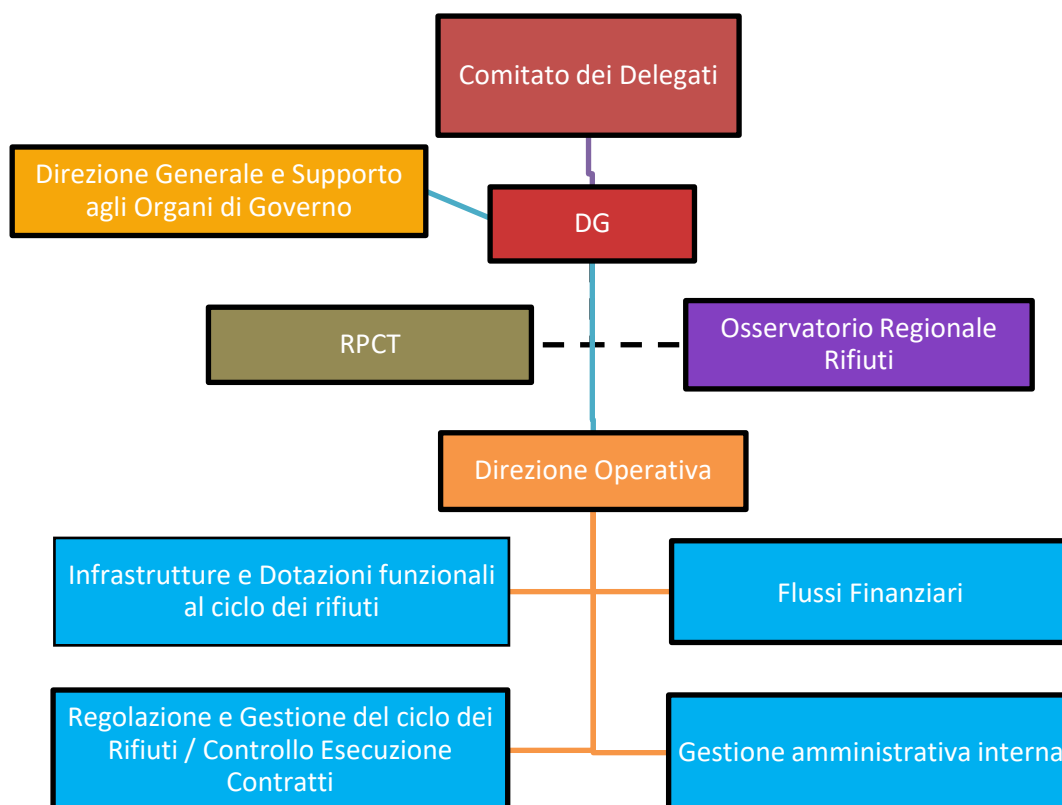 Comitato dei Delegati
Direzione Generale e Supporto
agli Organi di Governo
DG
RPCT
Osservatorio Regionale
Rifiuti
Direzione Operativa
Infrastrutture e Dotazioni funzionali
al ciclo dei rifiuti
Flussi Finanziari
Regolazione e Gestione del ciclo dei
Rifiuti / Controllo Esecuzione
Contratti
Gestione amministrativa interna